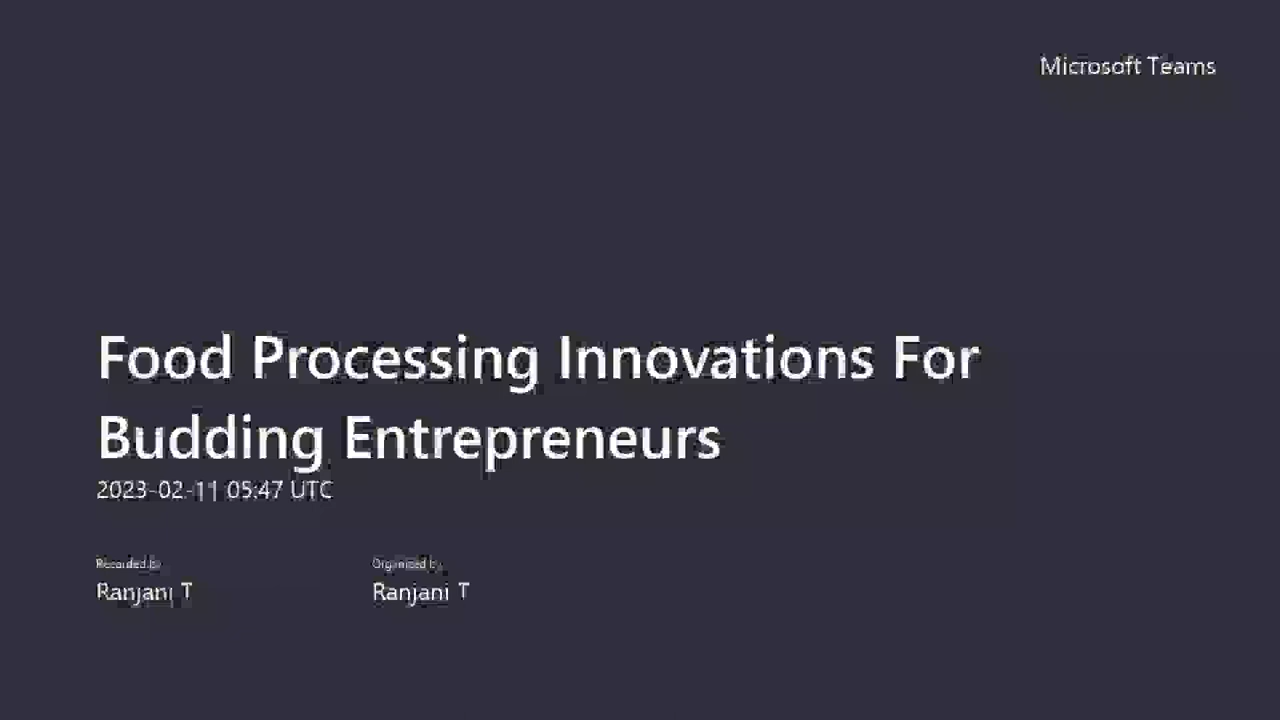 Microsoft Teams
Food Processing Innovations For
Budding Entrepreneurs
2023-02-11 05:47 UTC
Recorded by
Organized by
Ranjani T
Ranjani T